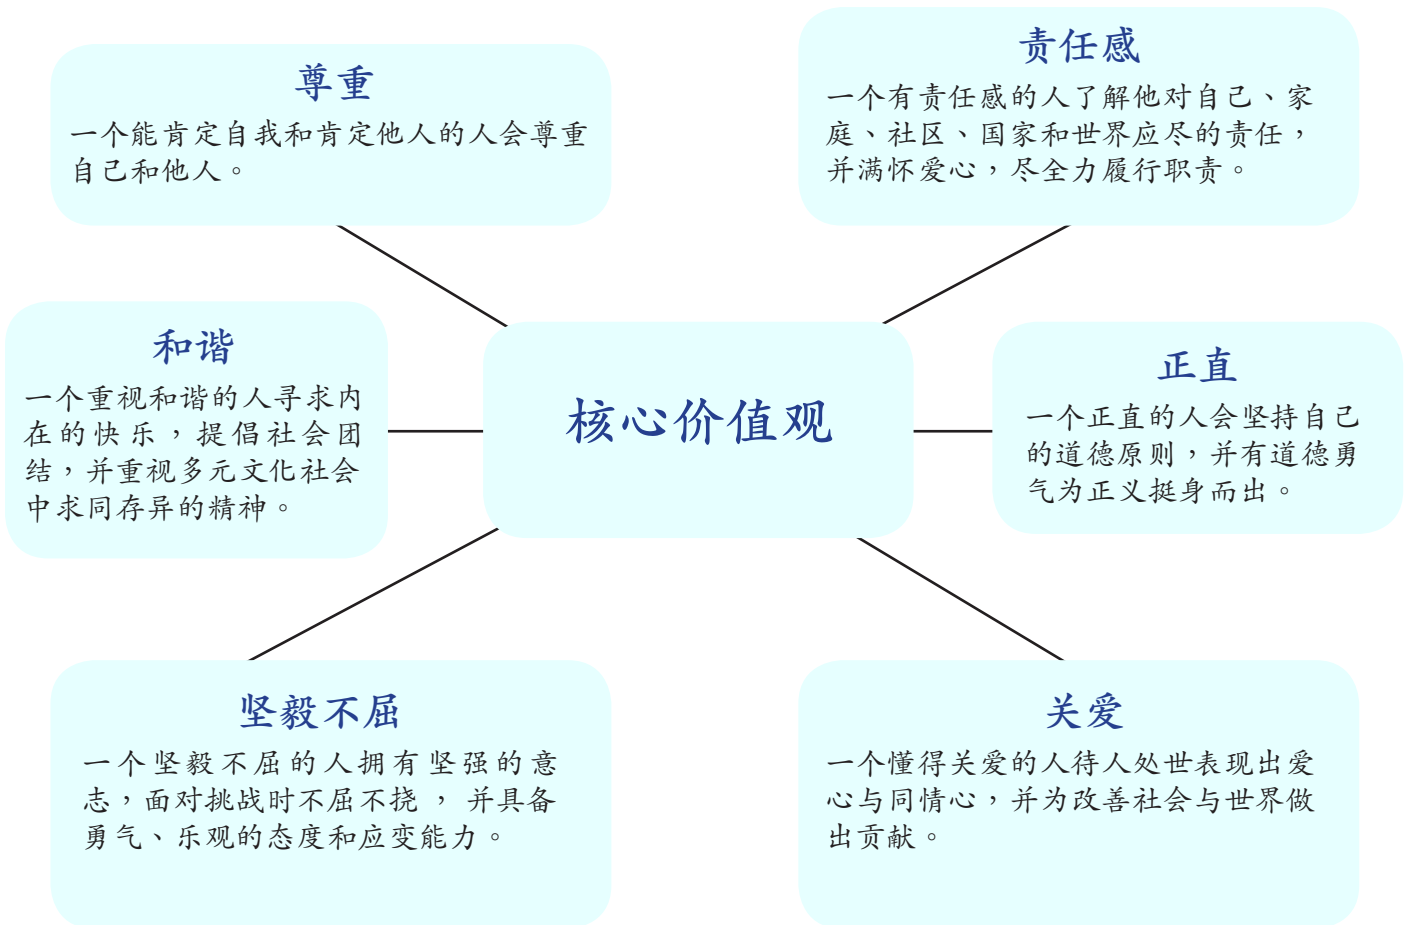 尊重
一个能肯定自我和肯定他人的人会尊重
自己和他人。
责任感
一个有责任感的人了解他对自己、家
庭、社区、国家和世界应尽的责任，
并满怀爱心，尽全力履行职责。
和谐
一个重视和谐的人寻求内
在的快乐，提倡社会团
结，并重视多元文化社会
中求同存异的精神。
核心价值观
正直
一个正直的人会坚持自己
的道德原则，并有道德勇
气为正义挺身而出。
坚毅不屈
一个坚毅不屈的人拥有坚强的意
志，面对挑战时不屈不挠 ， 并具备
勇气、乐观的态度和应变能力。
关爱
一个懂得关爱的人待人处世表现出爱
心与同情心，并为改善社会与世界做
出贡献。